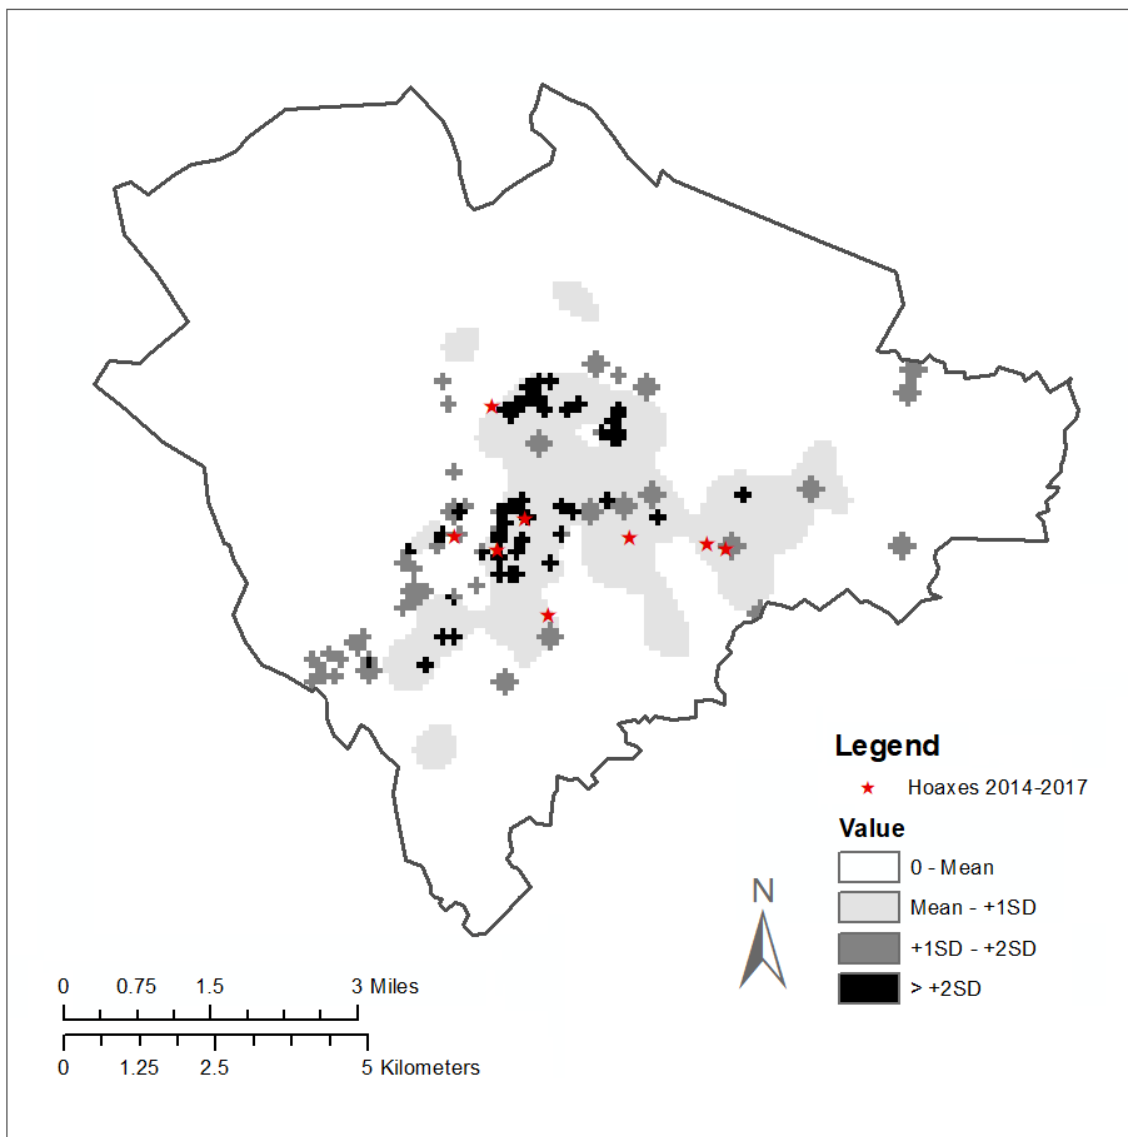 Legend
Hoaxes 2014-2017
Value
0 - Mean
Mean - +1SD
+1SD - +2SD
> +2SD
N
0 0.75 1.5 3 Miles
0 1.25 2.5 5 Kilometers